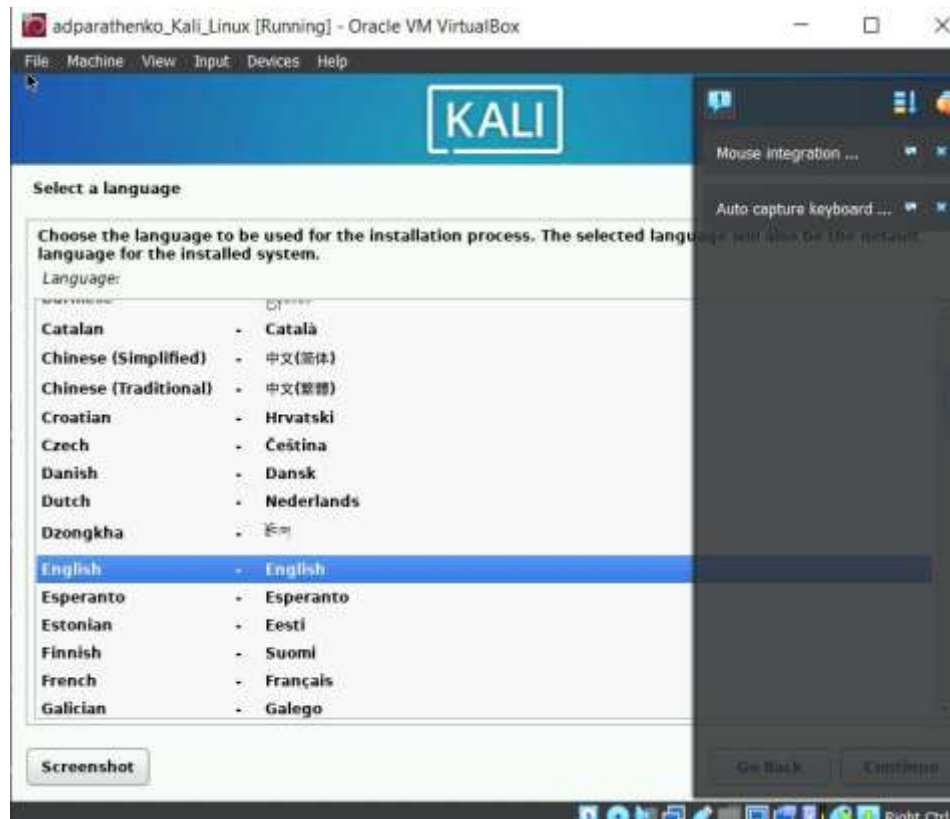 adparathenko_Kali_Linux [Running] - Oracle VM VirtualBox
File Machine View Input Devices Help
KALI
Mouse integration ...
Select a language
Auto capture keyboard ...
Choose the language to be used for the installation process. The selected language will also be the default
language for the installed system.
Language:
Catalan - Català
Chinese (Simplified) - 中文(简体)
Chinese (Traditional) - 中文(繁體)
Croatian - Hrvatski
Czech - Čeština
Danish - Dansk
Dutch - Nederlands
Dzongkha -
English - English
Esperanto - Esperanto
Estonian - Eesti
Finnish - Suomi
French - Français
Galician - Galego
Screenshot Go Back Continue
Right Ctrl